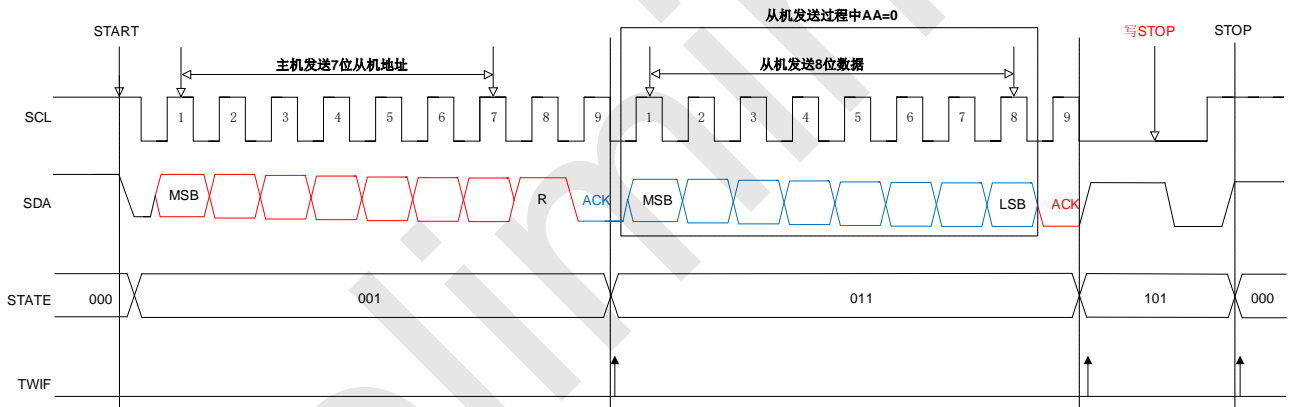 从机发送过程中AA=0
START
写STOP
STOP
主机发送7位从机地址
从机发送8位数据
SCL
1 2 3 4 5 6 7 8 9 1 2 3 4 5 6 7 8 9
SDA
MSB R ACK MSB LSB ACK
STATE 000 001 011 101 000
TWIF